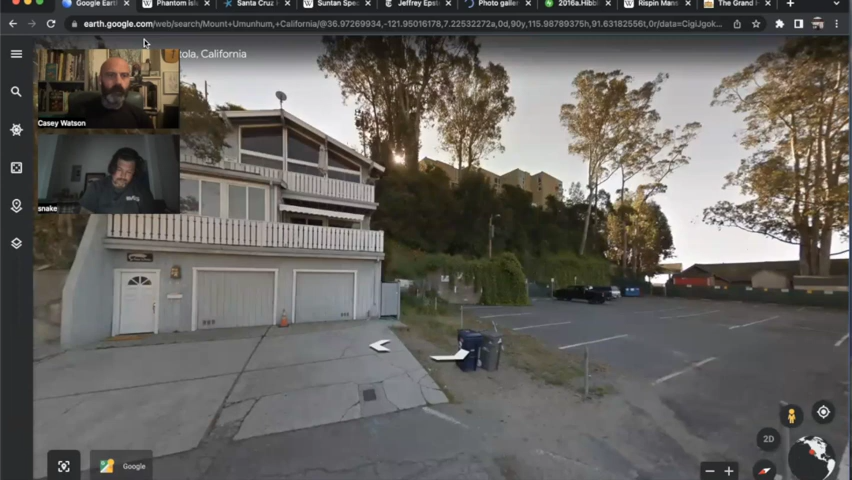 Google Earth
Phantom isl
Santa Cruz
Suntan Spe
Jeffrey Epst
Photo galler
2016a.Hibb
Rispin Mans
The Grand
earth.google.com/web/search/Mount+Umunhum,+California/@36.97269934,-121.95016178,7.22532272a,0d,90y,115.98789375h,91.63182556t,0r/data=CigiJgok...
tola, California
Casey Watson
snake
2D
Google